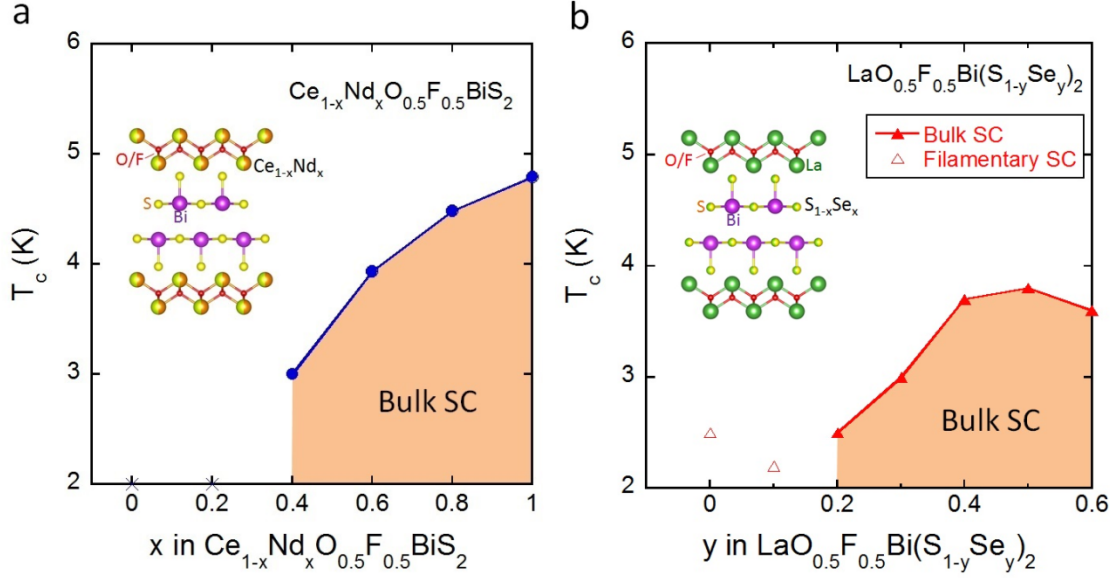 a
Ce₁₋ₓNdₓO₀.₅F₀.₅BiS₂
O/F
Ce₁₋ₓNdₓ
S
Bi
Bulk SC
T_c (K)
6
5
4
3
2
0 0.2 0.4 0.6 0.8 1
x in Ce₁₋ₓNdₓO₀.₅F₀.₅BiS₂
b
LaO₀.₅F₀.₅Bi(S₁₋ySey)₂
Bulk SC
Filamentary SC
O/F
La
S
S₁₋ₓSeₓ
Bi
Bulk SC
T_c (K)
6
5
4
3
2
0 0.2 0.4 0.6
y in LaO₀.₅F₀.₅Bi(S₁₋ySey)₂